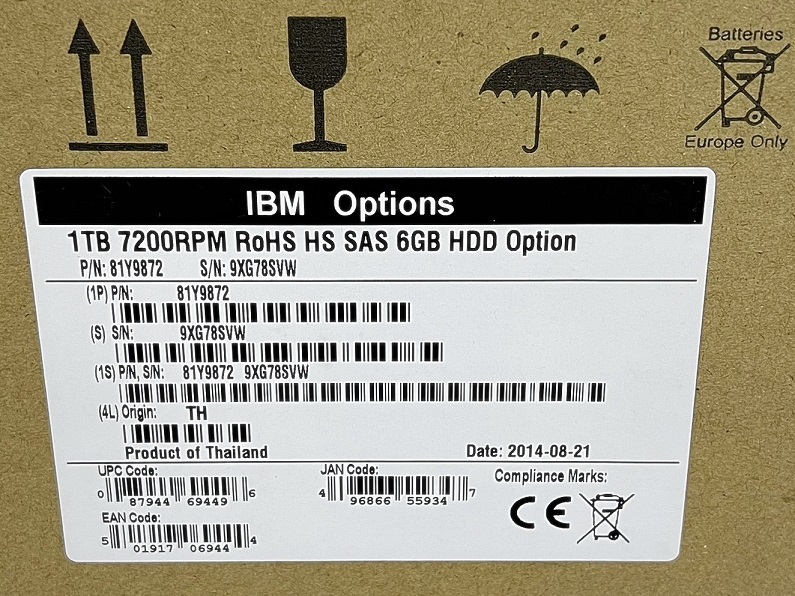 Batteries
Europe Only
IBM Options
1TB 7200RPM RoHS HS SAS 6GB HDD Option
P/N: 81Y9872 S/N: 9XG78SVW
(1P) P/N: 81Y9872
(S) S/N: 9XG78SVW
(1S) P/N, S/N: 81Y9872 9XG78SVW
(4L) Origin: TH
Product of Thailand Date: 2014-08-21
UPC Code: JAN Code: Compliance Marks:
0 87944 69449 6 4 96866 55934 7
CE
EAN Code:
5 01917 06944 4